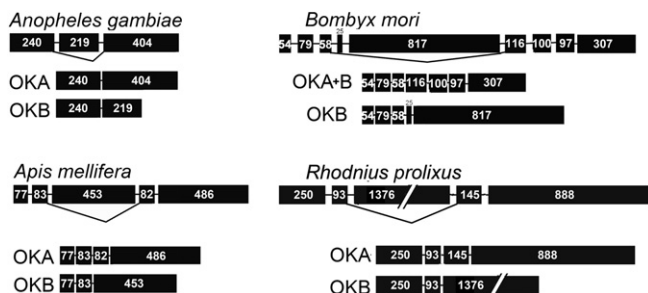 Anopheles gambiae
240 219 404
OKA 240 404
OKB 240 219
Bombyx mori
54 79 58 25 817 116 100 97 307
OKA+B 54 79 58 116 100 97 307
OKB 54 79 58 25 817
Apis mellifera
77 83 453 82 486
OKA 77 83 82 486
OKB 77 83 453
Rhodnius prolixus
250 93 1376 145 888
OKA 250 93 145 888
OKB 250 93 1376